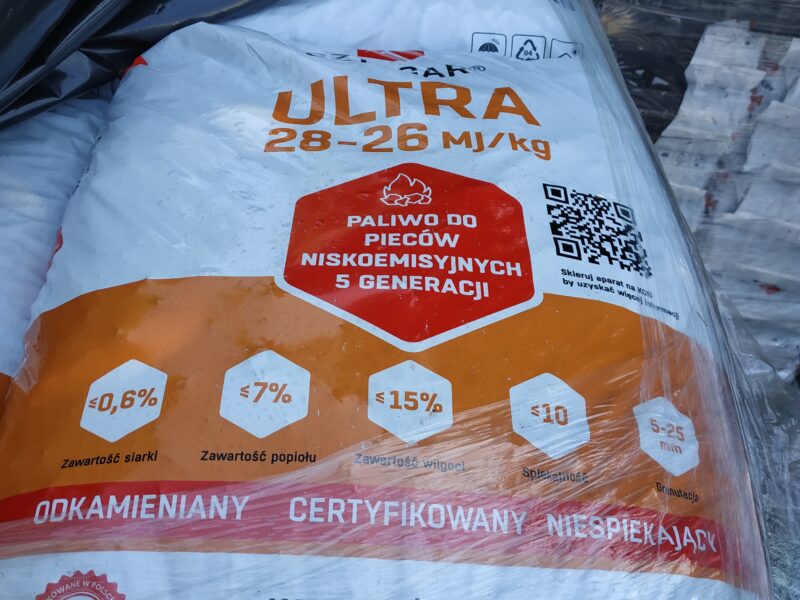 ULTRA
28-26 MJ/kg
PALIWO DO
PIECÓW
NISKOEMISYJNYCH
5 GENERACJI
Skieruj aparat na KOD
by uzyskać więcej informacji
≤0,6%
Zawartość siarki
≤7%
Zawartość popiołu
≤15%
Zawartość wilgoci
≤10
Spiekalność
5-25
mm
Granulacja
ODKAMIENIANY CERTYFIKOWANY NIESPIEKAJĄCY
04